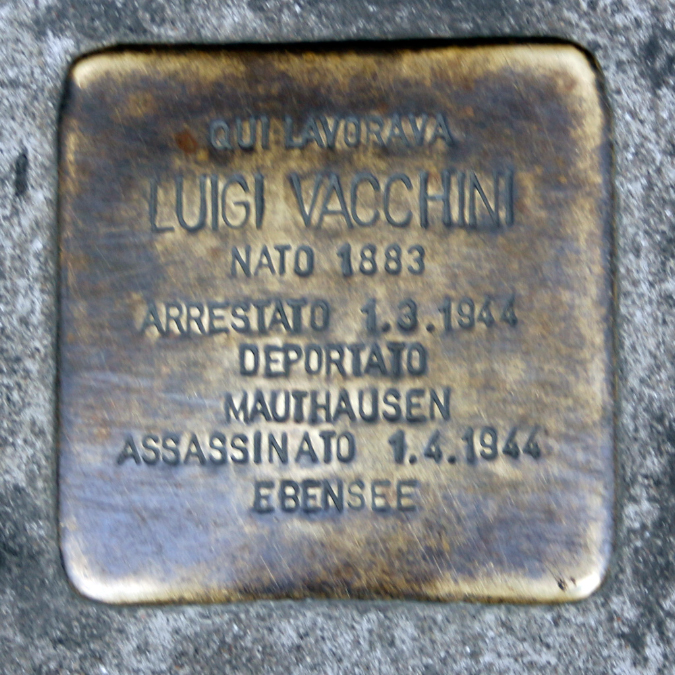 QUI LAVORAVA
LUIGI VACCHINI
NATO 1883
ARRESTATO 1.3.1944
DEPORTATO
MAUTHAUSEN
ASSASSINATO 1.4.1944
EBENSEE